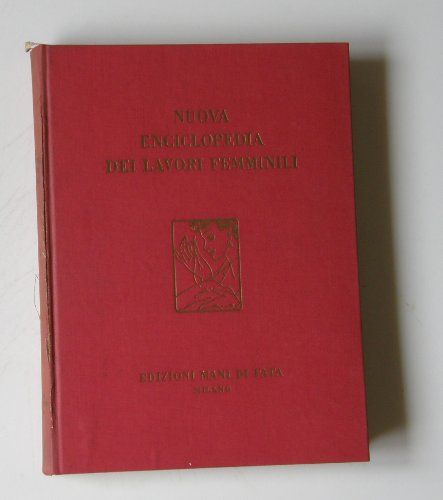 NUOVA
ENCICLOPEDIA
DEI LAVORI FEMMINILI
EDIZIONI MANI DI FATA
MILANO